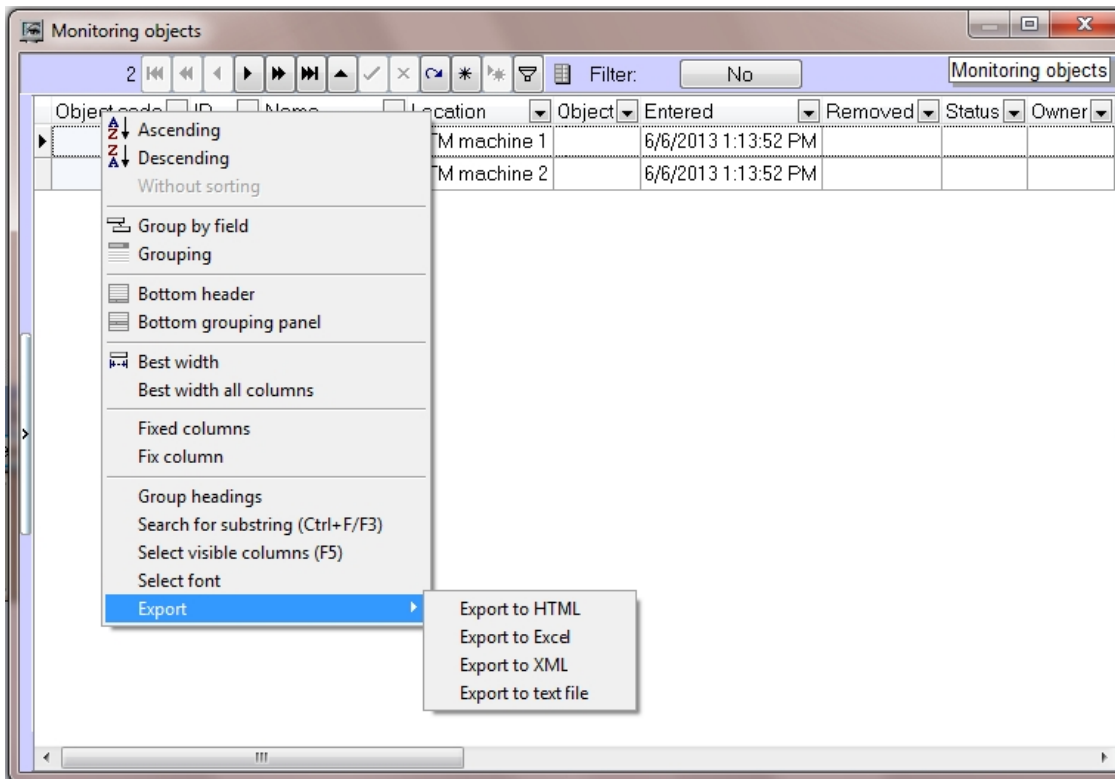 Monitoring objects
2 Filter: No Monitoring objects
Object code ID Name Location Object Entered Removed Status Owner
TM machine 1 6/6/2013 1:13:52 PM
TM machine 2 6/6/2013 1:13:52 PM
Ascending
Descending
Without sorting
Group by field
Grouping
Bottom header
Bottom grouping panel
Best width
Best width all columns
Fixed columns
Fix column
Group headings
Search for substring (Ctrl+F/F3)
Select visible columns (F5)
Select font
Export
Export to HTML
Export to Excel
Export to XML
Export to text file